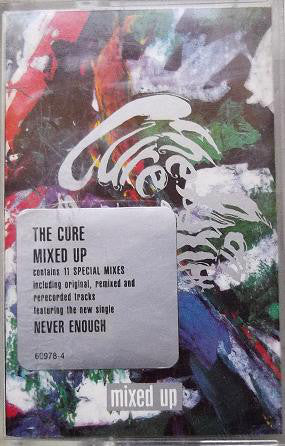 Cure
THE CURE
MIXED UP
contains 11 SPECIAL MIXES
including original, remixed and
rerecorded tracks
featuring the new single
NEVER ENOUGH
60978-4
mixed up